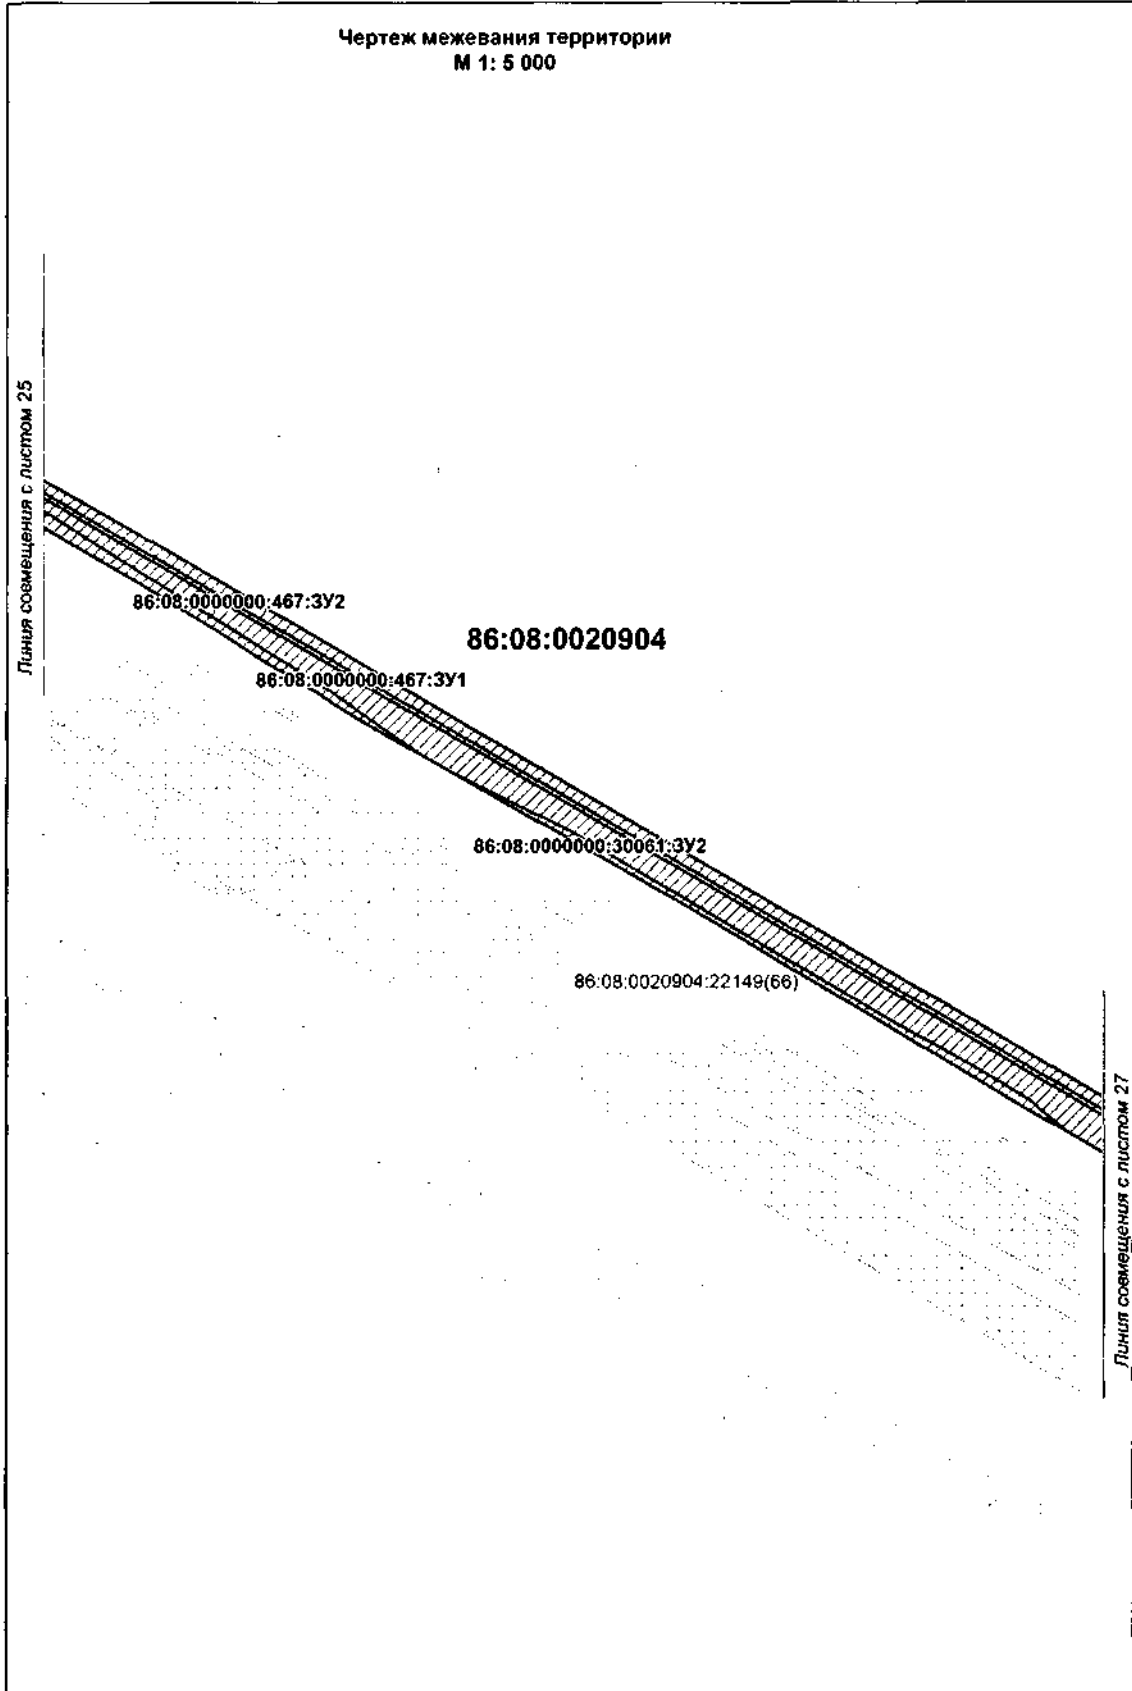 Чертеж межевания территории
М 1: 5 000
Линия совмещения с листом 25
86:08:0000000:467:ЗУ2
86:08:0020904
86:08:0000000:467:ЗУ1
86:08:0000000:30061:ЗУ2
86:08:0020904:22149(66)
Линия совмещения с листом 27